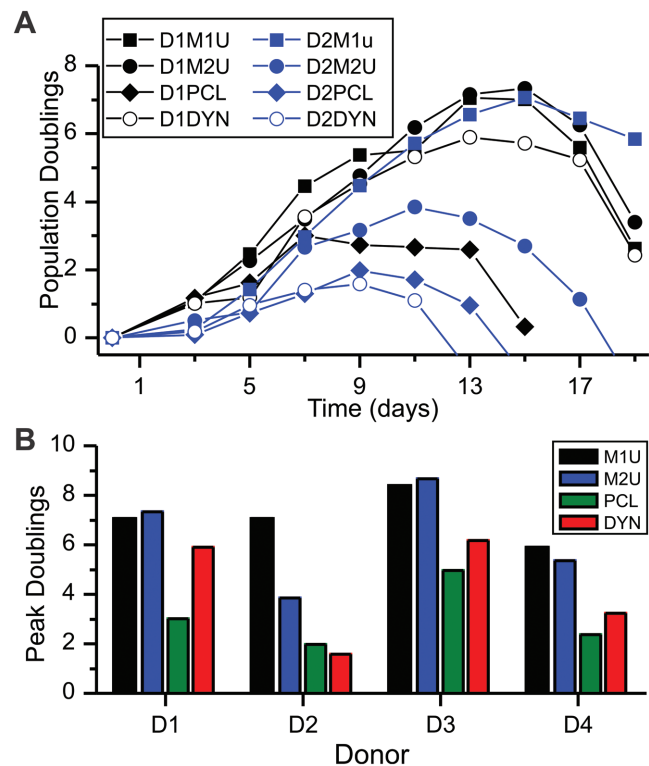 A
D1M1U D2M1u
D1M2U D2M2U
D1PCL D2PCL
D1DYN D2DYN
8
6
4
2
0
Population Doublings
1 5 9 13 17
Time (days)
B
10
8
6
4
2
0
Peak Doublings
M1U
M2U
PCL
DYN
D1 D2 D3 D4
Donor